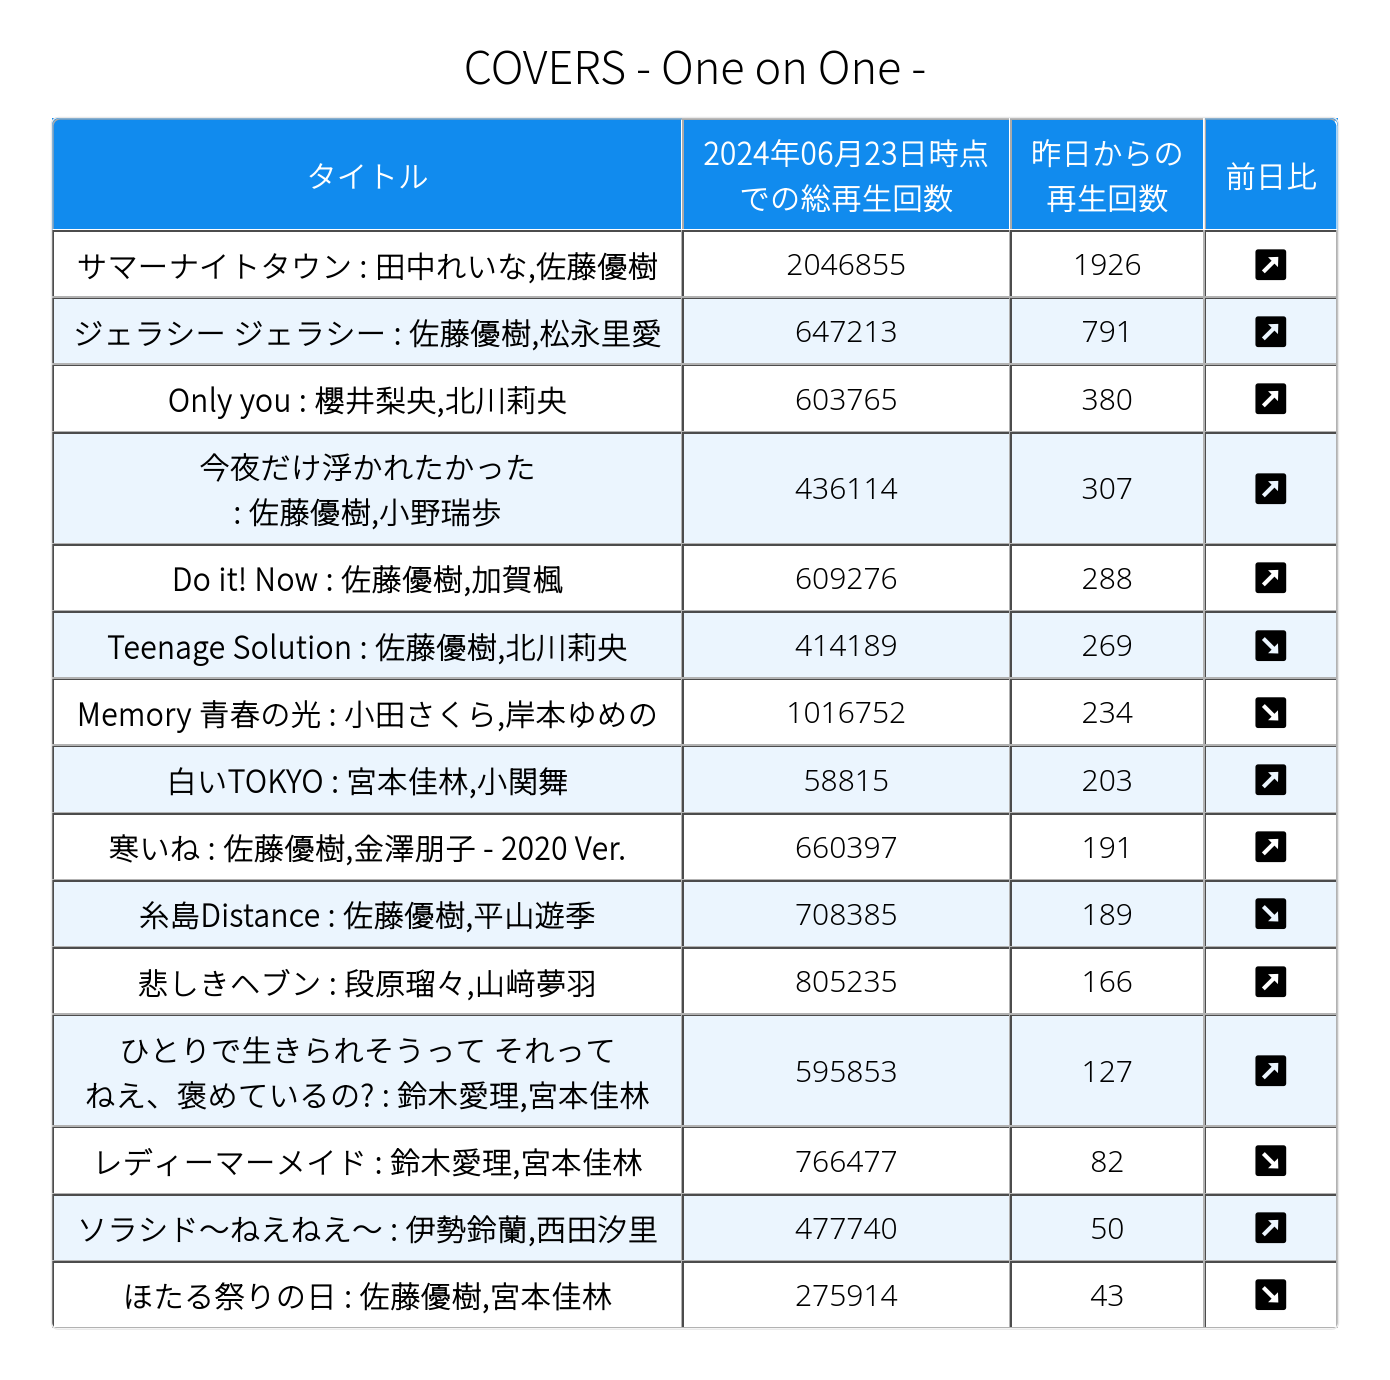 COVERS - One on One -
タイトル
2024年06月23日時点
での総再生回数
昨日からの
再生回数
前日比
サマーナイトタウン : 田中れいな,佐藤優樹
2046855
1926
ジェラシー ジェラシー : 佐藤優樹,松永里愛
647213
791
Only you : 櫻井梨央,北川莉央
603765
380
今夜だけ浮かれたかった
: 佐藤優樹,小野瑞歩
436114
307
Do it! Now : 佐藤優樹,加賀楓
609276
288
Teenage Solution : 佐藤優樹,北川莉央
414189
269
Memory 青春の光 : 小田さくら,岸本ゆめの
1016752
234
白いTOKYO : 宮本佳林,小関舞
58815
203
寒いね : 佐藤優樹,金澤朋子 - 2020 Ver.
660397
191
糸島Distance : 佐藤優樹,平山遊季
708385
189
悲しきヘブン : 段原瑠々,山﨑夢羽
805235
166
ひとりで生きられそうって それって
ねえ、褒めているの? : 鈴木愛理,宮本佳林
595853
127
レディーマーメイド : 鈴木愛理,宮本佳林
766477
82
ソラシド〜ねえねえ〜 : 伊勢鈴蘭,西田汐里
477740
50
ほたる祭りの日 : 佐藤優樹,宮本佳林
275914
43